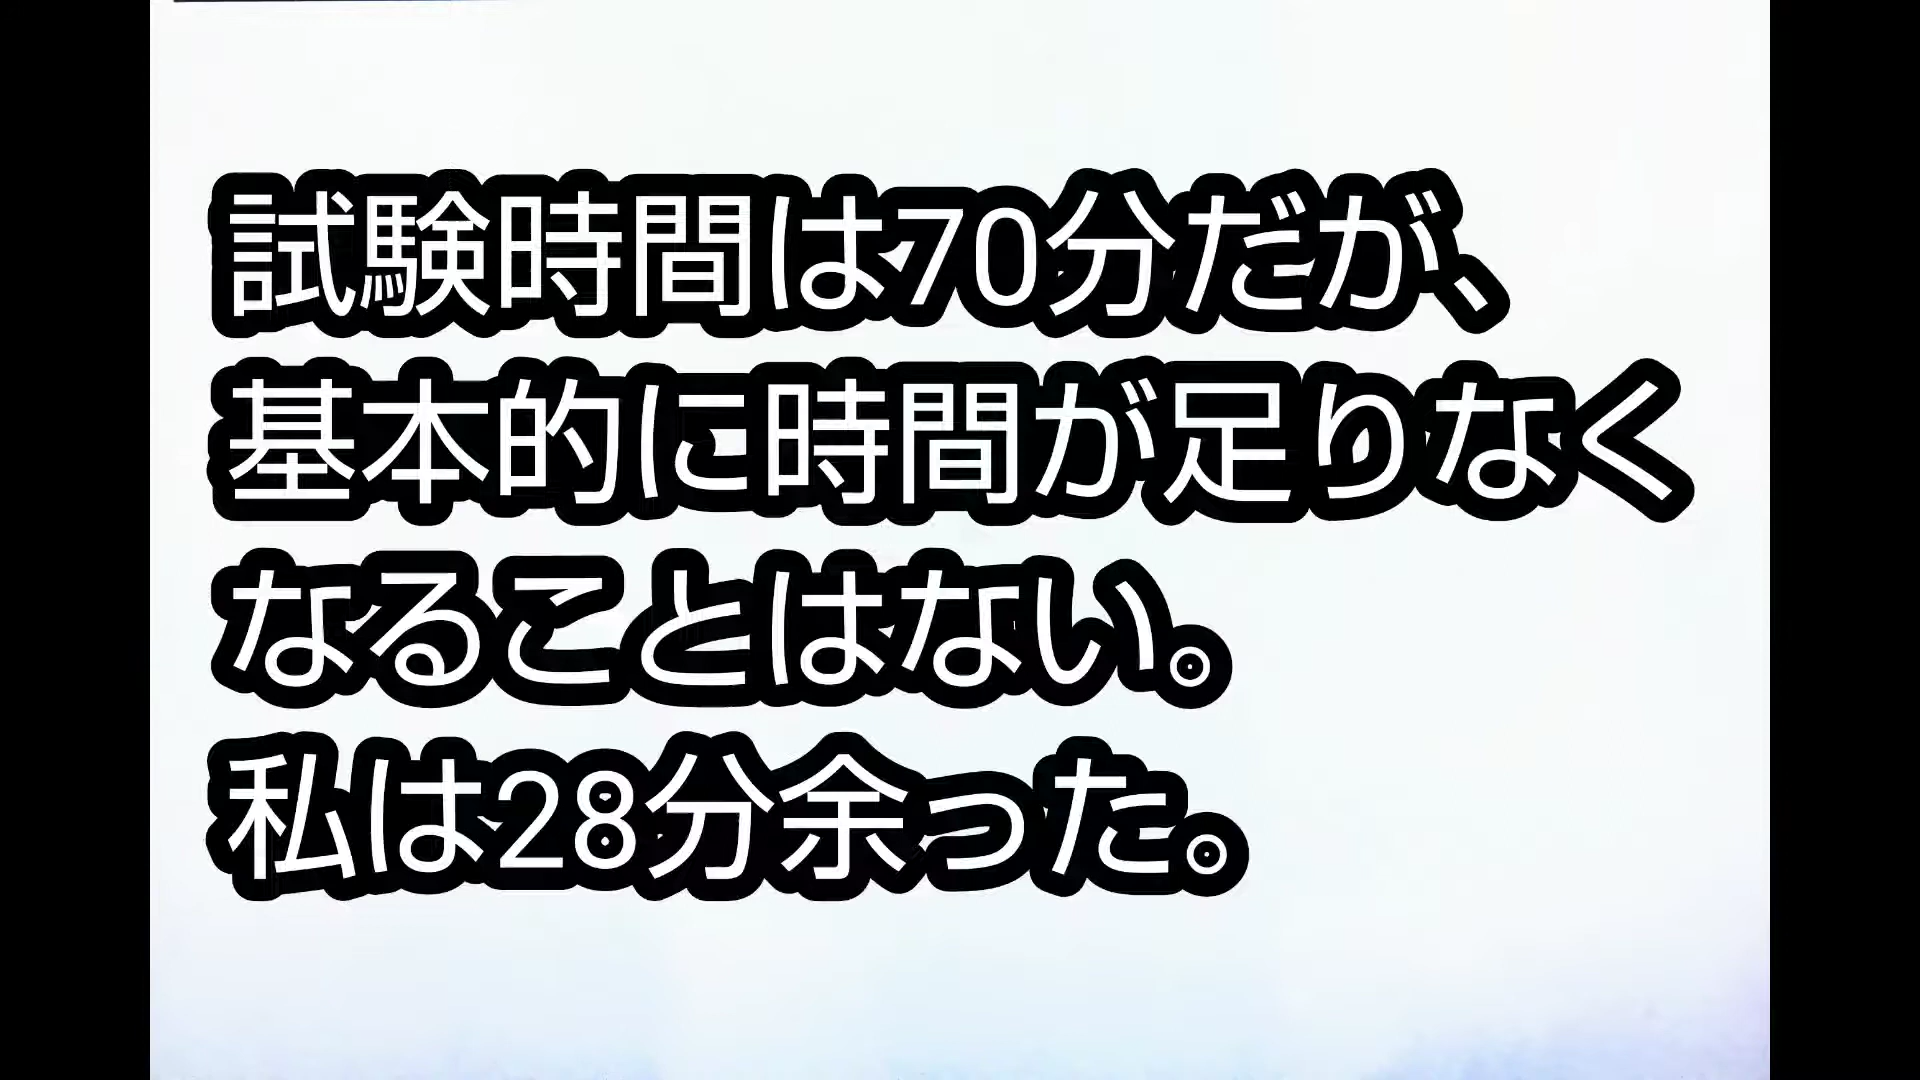 試験時間は70分だが、
基本的に時間が足りなく
なることはない。
私は28分余った。